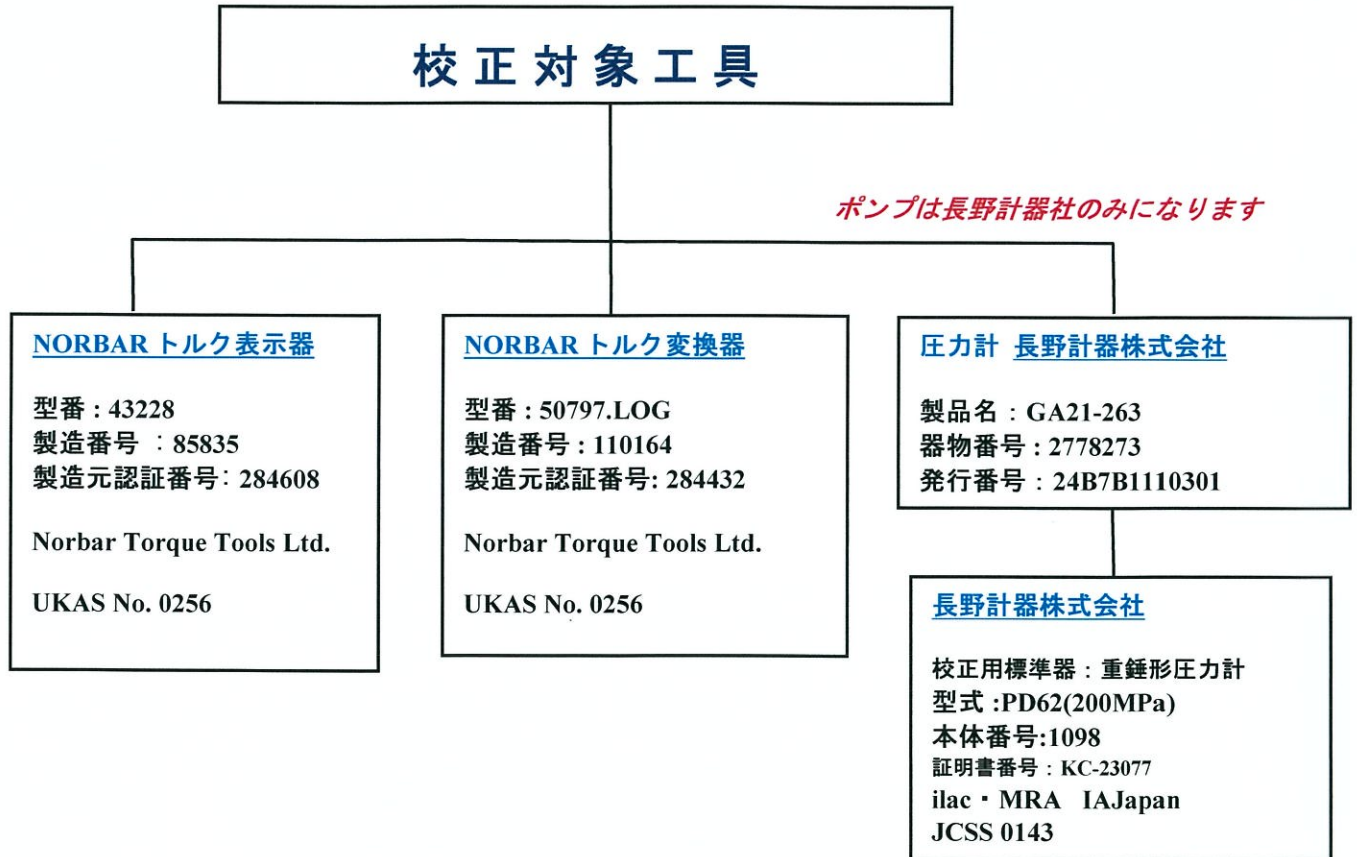 校正対象工具
ポンプは長野計器社のみになります
NORBAR トルク表示器
型番 : 43228
製造番号 : 85835
製造元認証番号: 284608
Norbar Torque Tools Ltd.
UKAS No. 0256
NORBAR トルク変換器
型番 : 50797.LOG
製造番号 : 110164
製造元認証番号: 284432
Norbar Torque Tools Ltd.
UKAS No. 0256
圧力計 長野計器株式会社
製品名 : GA21-263
器物番号 : 2778273
発行番号 : 24B7B1110301
長野計器株式会社
校正用標準器 : 重錘形圧力計
型式 :PD62(200MPa)
本体番号:1098
証明書番号 : KC-23077
ilac・MRA IAJapan
JCSS 0143